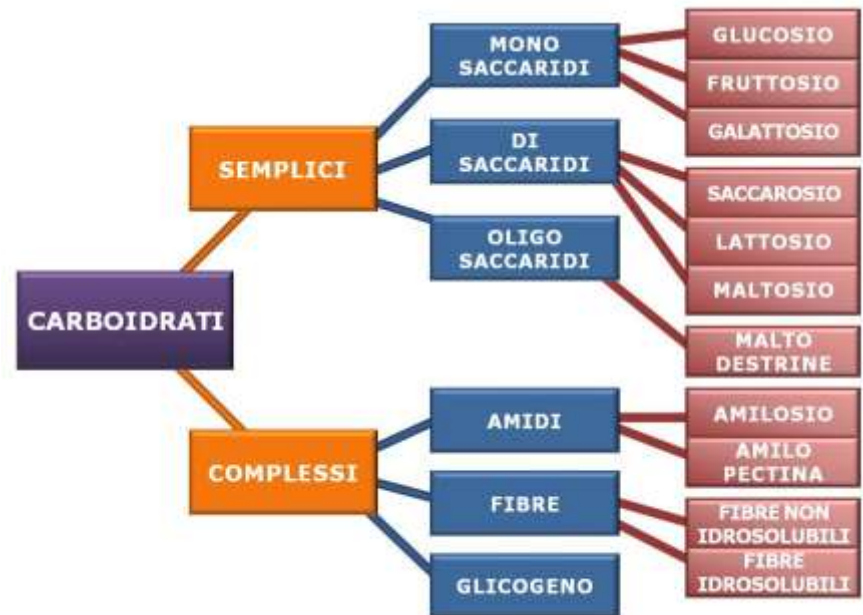 CARBOIDRATI
SEMPLICI
MONO
SACCARIDI
GLUCOSIO
FRUTTOSIO
GALATTOSIO
DI
SACCARIDI
SACCAROSIO
LATTOSIO
MALTOSIO
OLIGO
SACCARIDI
MALTO
DESTRINE
COMPLESSI
AMIDI
AMILOSIO
AMILO
PECTINA
FIBRE
FIBRE NON
IDROSOLUBILI
FIBRE
IDROSOLUBILI
GLICOGENO